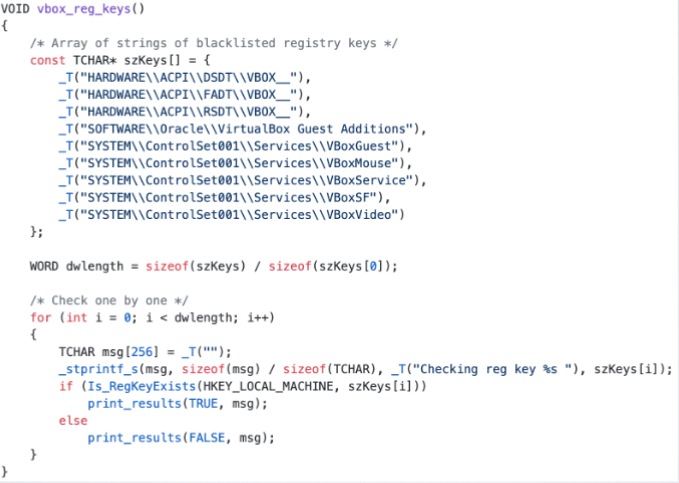 VOID vbox_reg_keys()
{
    /* Array of strings of blacklisted registry keys */
    const TCHAR* szKeys[] = {
        _T("HARDWARE\\ACPI\\DSDT\\VBOX__"),
        _T("HARDWARE\\ACPI\\FADT\\VBOX__"),
        _T("HARDWARE\\ACPI\\RSDT\\VBOX__"),
        _T("SOFTWARE\\Oracle\\VirtualBox Guest Additions"),
        _T("SYSTEM\\ControlSet001\\Services\\VBoxGuest"),
        _T("SYSTEM\\ControlSet001\\Services\\VBoxMouse"),
        _T("SYSTEM\\ControlSet001\\Services\\VBoxService"),
        _T("SYSTEM\\ControlSet001\\Services\\VBoxSF"),
        _T("SYSTEM\\ControlSet001\\Services\\VBoxVideo")
    };
    WORD dwlength = sizeof(szKeys) / sizeof(szKeys[0]);
    /* Check one by one */
    for (int i = 0; i < dwlength; i++)
    {
        TCHAR msg[256] = _T("");
        _stprintf_s(msg, sizeof(msg) / sizeof(TCHAR), _T("Checking reg key %s "), szKeys[i]);
        if (Is_RegKeyExists(HKEY_LOCAL_MACHINE, szKeys[i]))
            print_results(TRUE, msg);
        else
            print_results(FALSE, msg);
    }
}